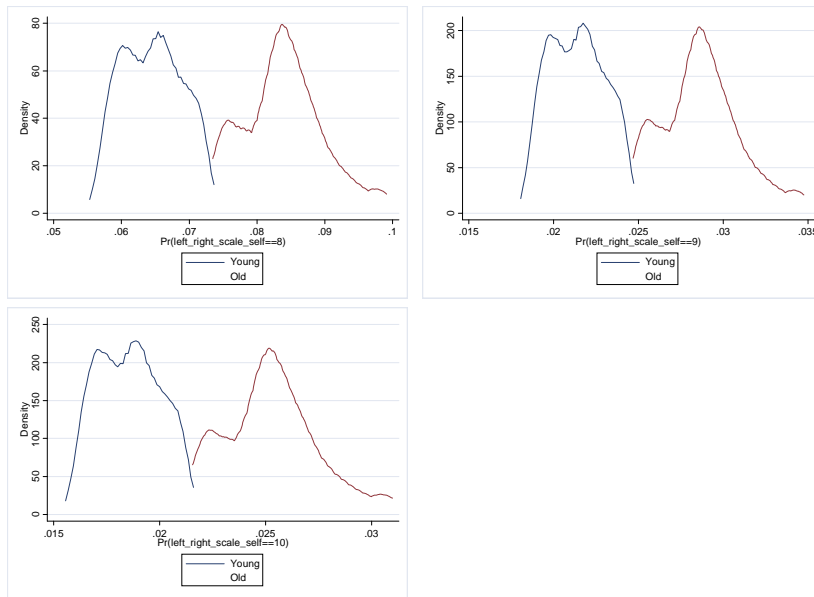 80
60
40
20
0
Density
.05 .06 .07 .08 .09 .1
Pr(left_right_scale_self==8)
Young
Old
200
150
100
50
0
Density
.015 .02 .025 .03 .035
Pr(left_right_scale_self==9)
Young
Old
250
200
150
100
50
0
Density
.015 .02 .025 .03
Pr(left_right_scale_self==10)
Young
Old